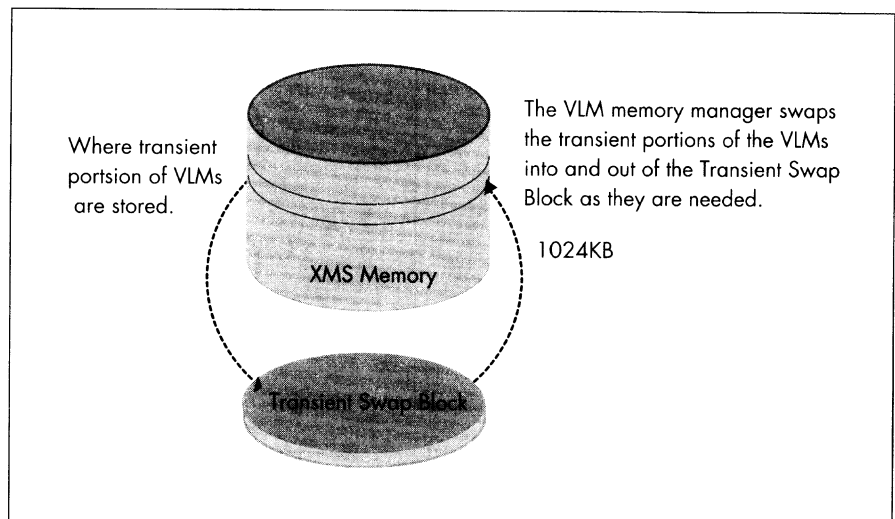 Where transient
portsion of VLMs
are stored.
The VLM memory manager swaps
the transient portions of the VLMs
into and out of the Transient Swap
Block as they are needed.
1024KB
XMS Memory
Transient Swap Block